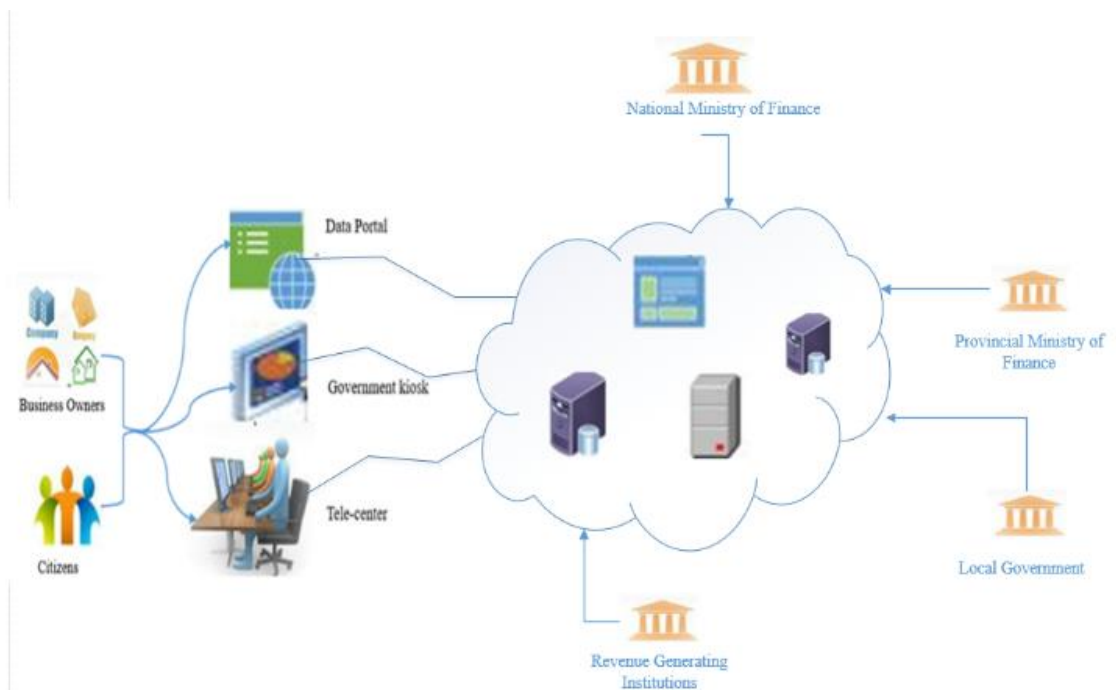 National Ministry of Finance
Data Portal
Company
Provincial Ministry of
Finance
Government kiosk
Business Owners
Tele-center
Citizens
Local Government
Revenue Generating
Institutions